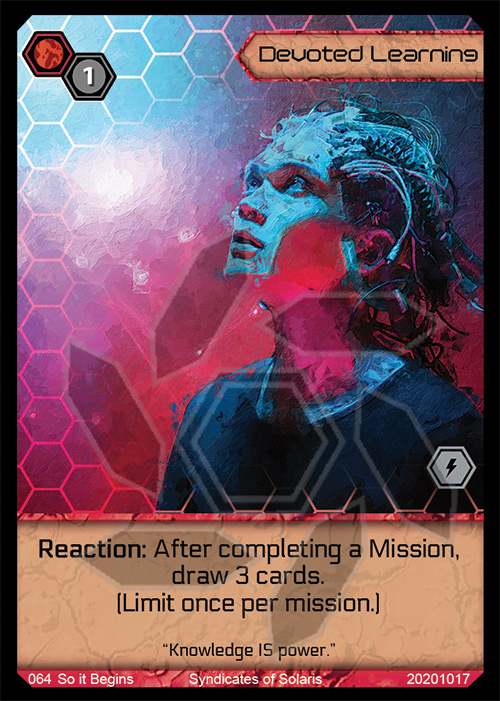 1
Devoted Learning
Reaction: After completing a Mission,
draw 3 cards.
(Limit once per mission.)
“Knowledge IS power.”
064 So it Begins Syndicates of Solaris 20201017